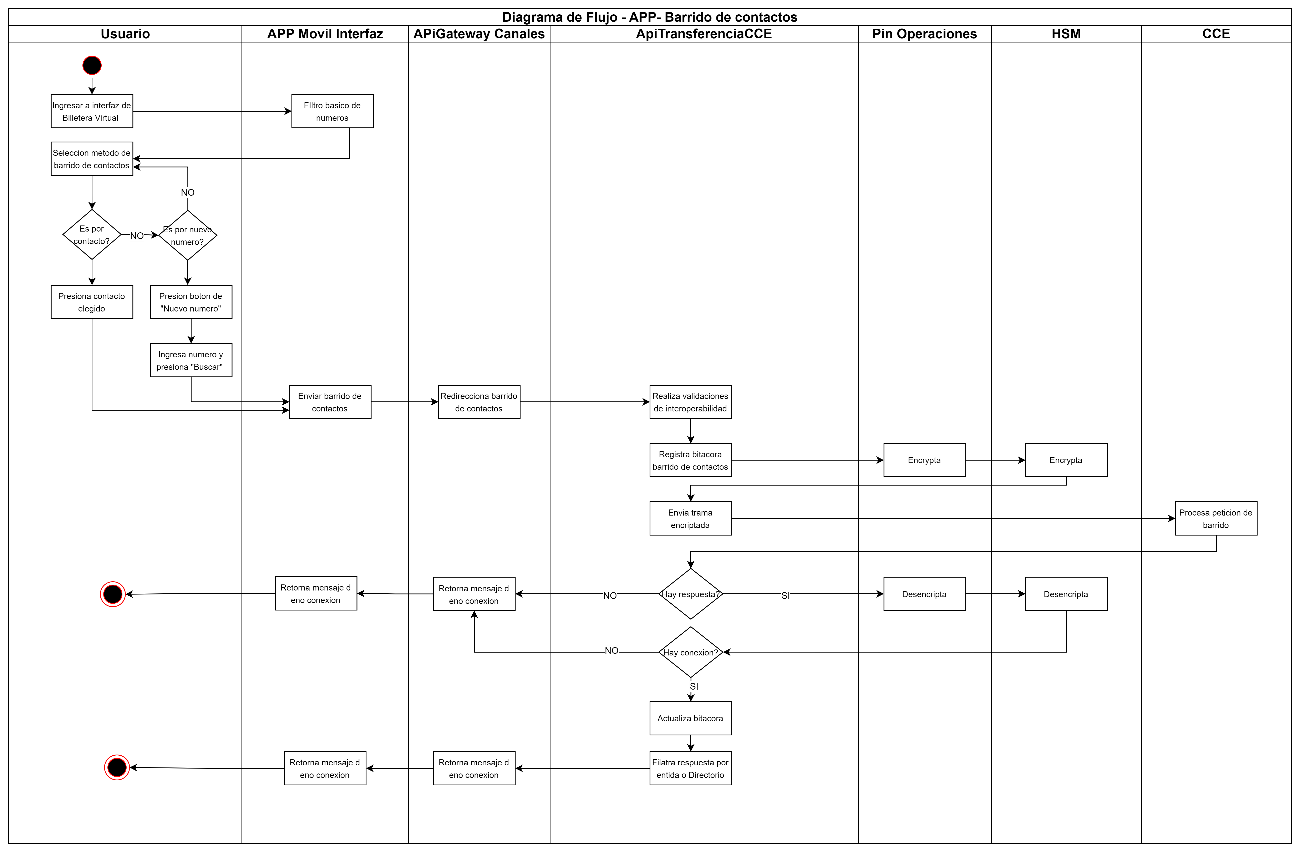 Diagrama de Flujo - APP- Barrido de contactos
Usuario
APP Movil Interfaz
APiGateway Canales
ApiTransferenciaCCE
Pin Operaciones
HSM
CCE
Ingresar a interfaz de
Billetera Virtual
Filtro basico de
numeros
Seleccion metodo de
barrido de contactos
NO
Es por
contacto?
NO
Es por nuevo
numero?
Presiona contacto
elegido
Presion boton de
"Nuevo numero"
Ingresa numero y
presiona "Buscar"
Enviar barrido de
contactos
Redirecciona barrido
de contactos
Realiza validaciones
de interoperabilidad
Registra bitacora
barrido de contactos
Encrypta
Encrypta
Envia trama
encriptada
Procesa peticion de
barrido
Retorna mensaje d
eno conexion
Retorna mensaje d
eno conexion
NO
Hay respuesta?
SI
Desencripta
Desencripta
NO
Hay conexion?
SI
Actualiza bitacora
Retorna mensaje d
eno conexion
Retorna mensaje d
eno conexion
Filatra respuesta por
entida o Directorio